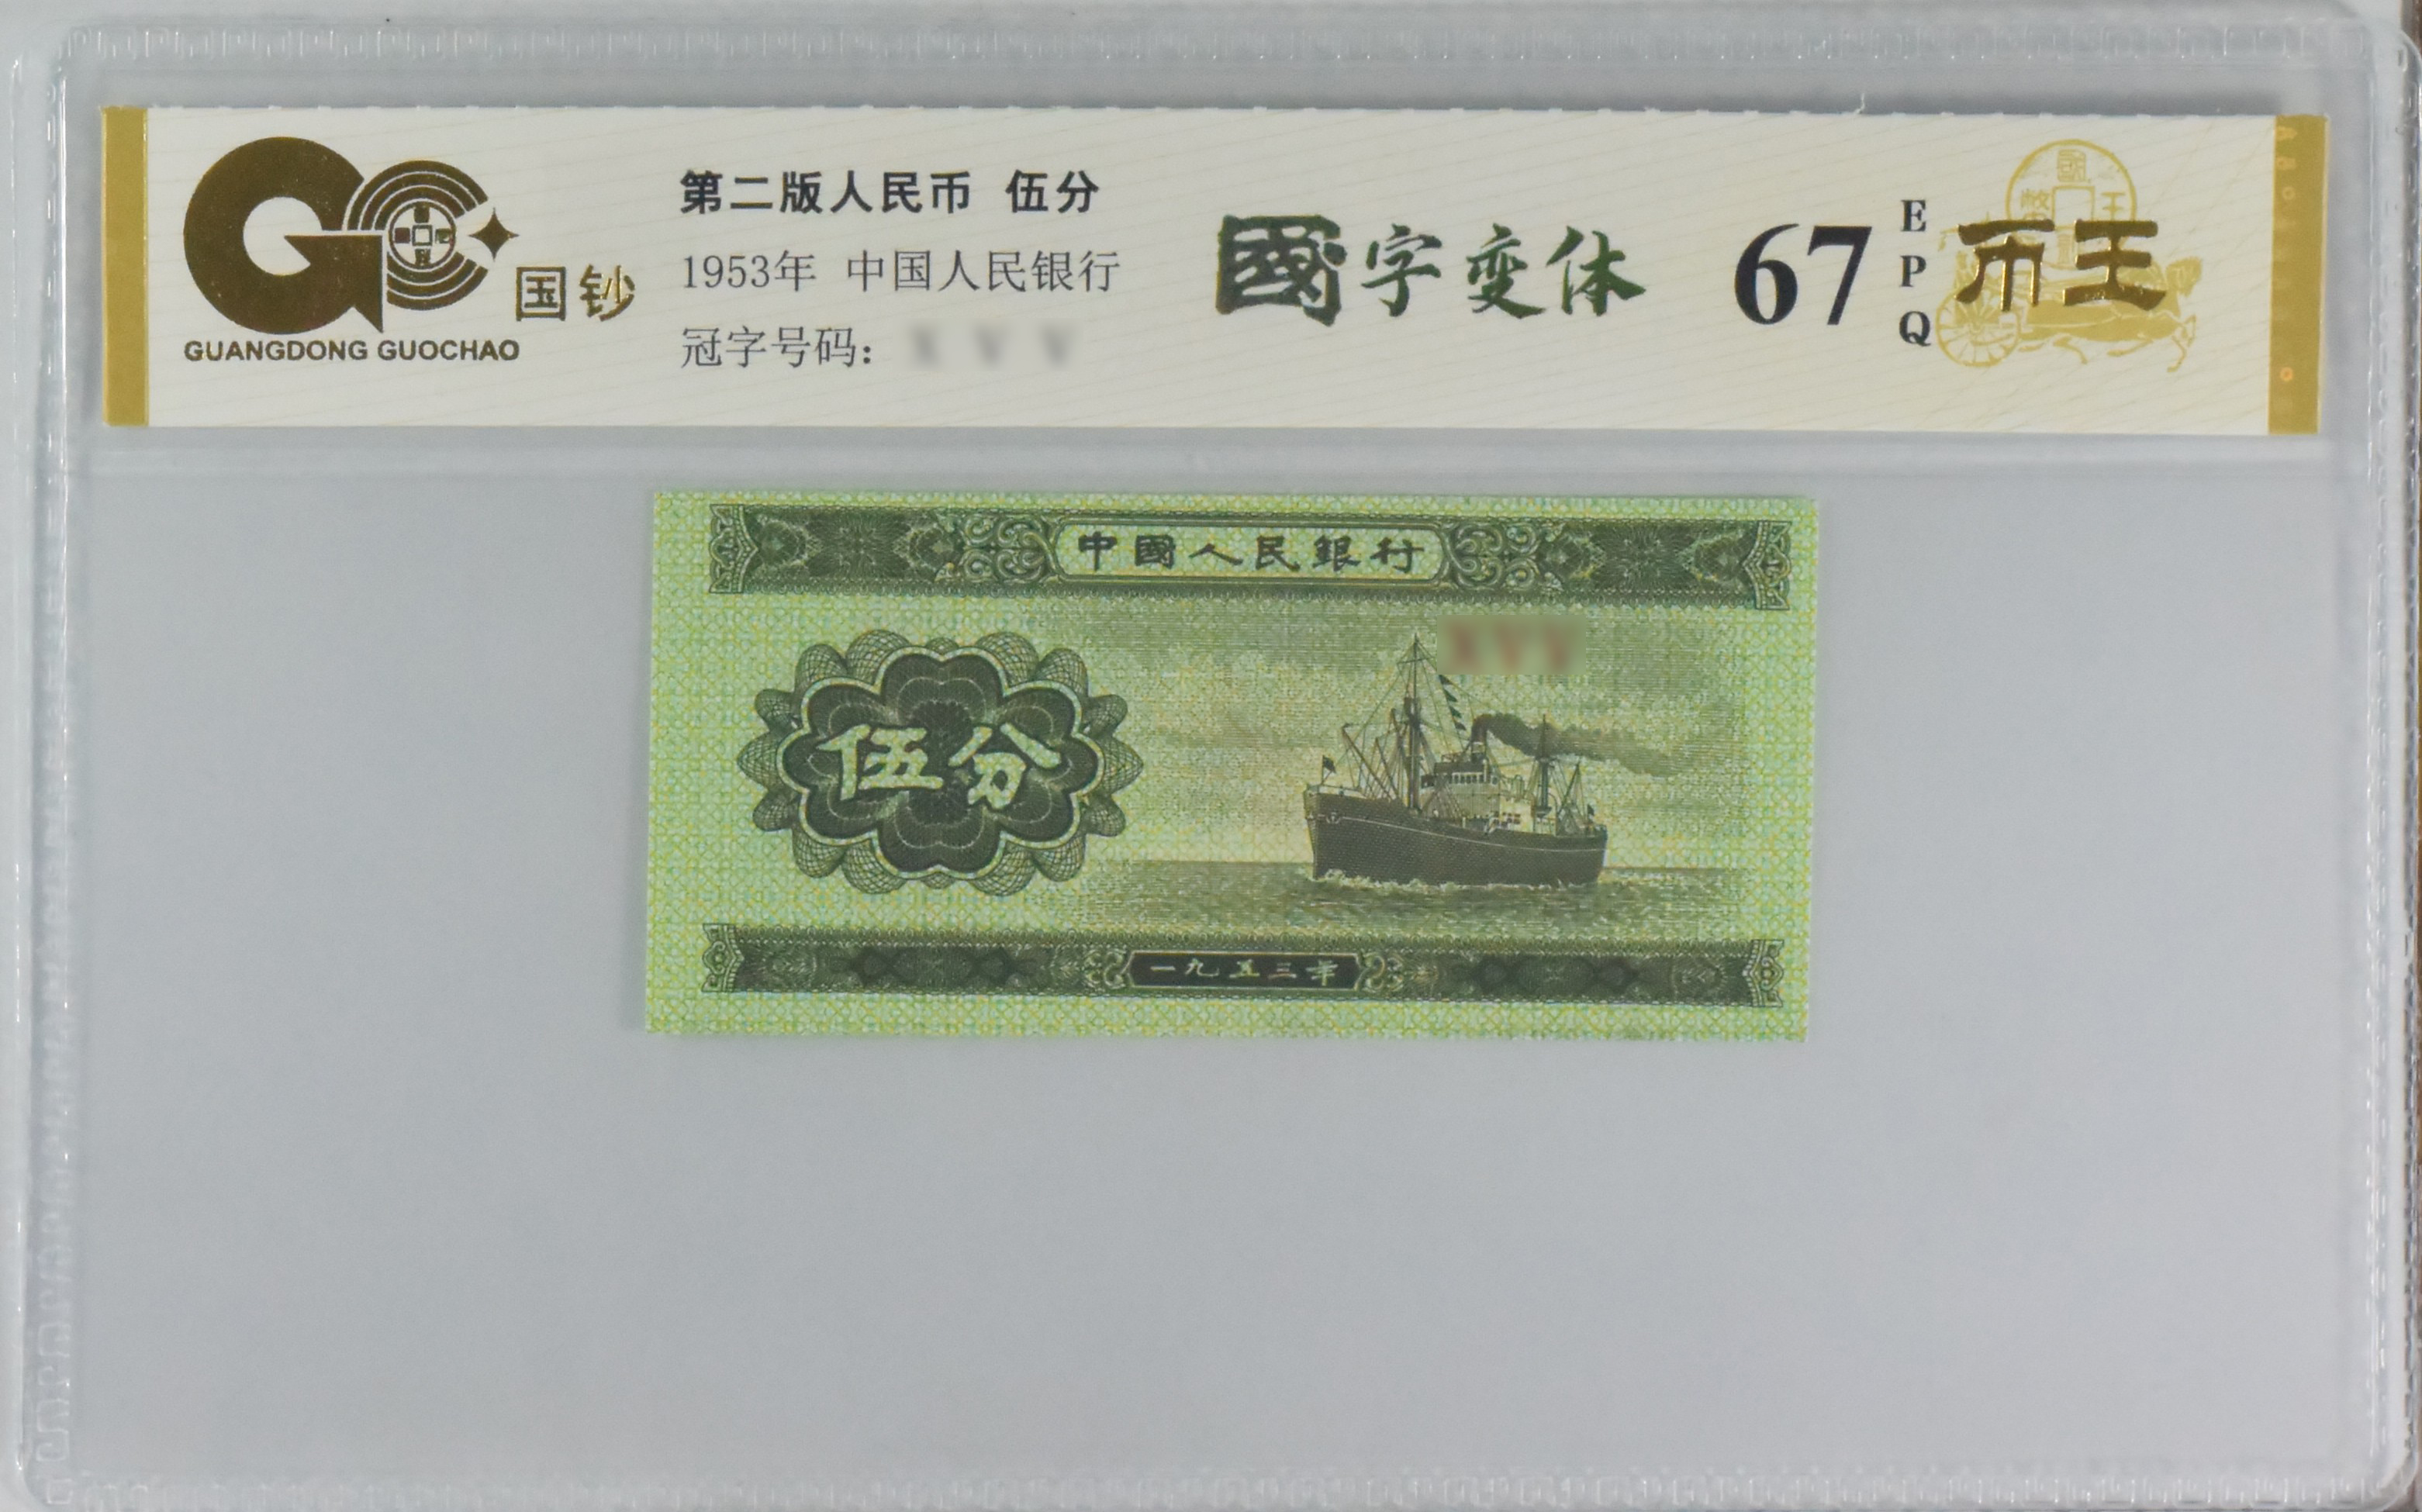 GC
国钞
GUANGDONG GUOCHAO
第二版人民币 伍分
1953年 中国人民银行
冠字号码:
國字变体
67
EPQ
币王
中國人民銀行
伍分
一九五三年